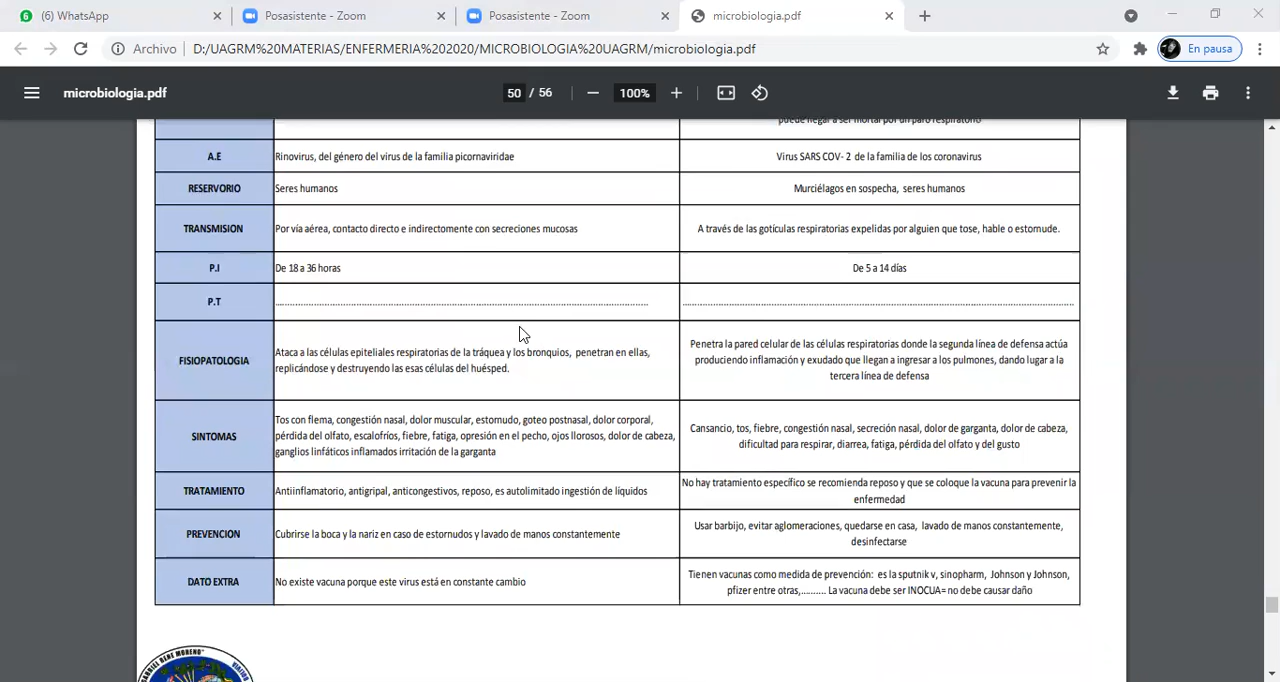 (6) WhatsApp
Posasistente - Zoom
Posasistente - Zoom
microbiologia.pdf
Archivo
D:/UAGRM%20MATERIAS/ENFERMERIA%202020/MICROBIOLOGIA%20UAGRM/microbiologia.pdf
En pausa
microbiologia.pdf
50 / 56
100%
puede llegar a ser mortal por un paro respiratorio
A.E
Rinovirus, del género del virus de la familia picornaviridae
Virus SARS COV- 2 de la familia de los coronavirus
RESERVORIO
Seres humanos
Murciélagos en sospecha, seres humanos
TRANSMISION
Por vía aérea, contacto directo e indirectamente con secreciones mucosas
A través de las gotículas respiratorias expelidas por alguien que tose, hable o estornude.
P.I
De 18 a 36 horas
De 5 a 14 días
P.T
FISIOPATOLOGIA
Ataca a las células epiteliales respiratorias de la tráquea y los bronquios, penetran en ellas,
replicándose y destruyendo las esas células del huésped.
Penetra la pared celular de las células respiratorias donde la segunda línea de defensa actúa
produciendo inflamación y exudado que llegan a ingresar a los pulmones, dando lugar a la
tercera línea de defensa
SINTOMAS
Tos con flema, congestión nasal, dolor muscular, estornudo, goteo postnasal, dolor corporal,
pérdida del olfato, escalofríos, fiebre, fatiga, opresión en el pecho, ojos llorosos, dolor de cabeza,
ganglios linfáticos inflamados irritación de la garganta
Cansancio, tos, fiebre, congestión nasal, secreción nasal, dolor de garganta, dolor de cabeza,
dificultad para respirar, diarrea, fatiga, pérdida del olfato y del gusto
TRATAMIENTO
Antiinflamatorio, antigripal, anticongestivos, reposo, es autolimitado ingestión de líquidos
No hay tratamiento específico se recomienda reposo y que se coloque la vacuna para prevenir la
enfermedad
PREVENCION
Cubrirse la boca y la nariz en caso de estornudos y lavado de manos constantemente
Usar barbijo, evitar aglomeraciones, quedarse en casa, lavado de manos constantemente,
desinfectarse
DATO EXTRA
No existe vacuna porque este virus está en constante cambio
Tienen vacunas como medida de prevención: es la sputnik v, sinopharm, Johnson y Johnson,
pfizer entre otras,.......... La vacuna debe ser INOCUA= no debe causar daño